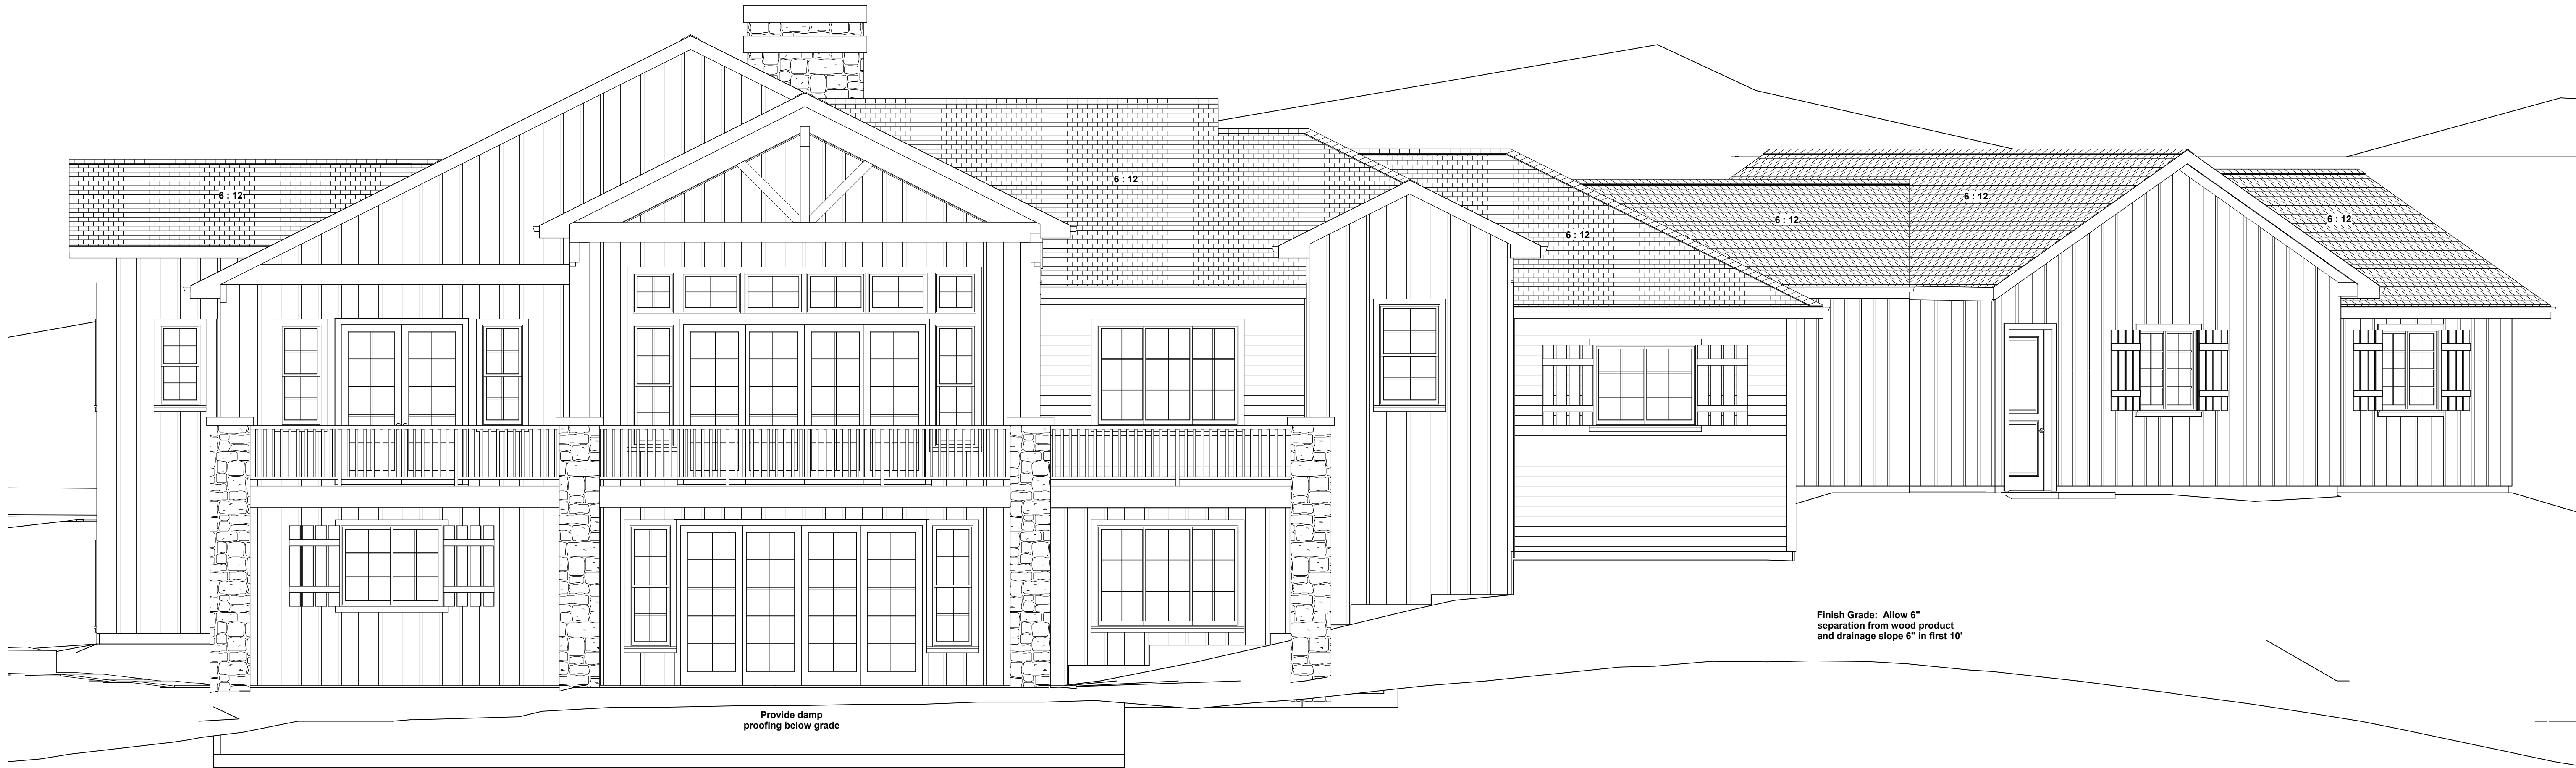 6 : 12
6 : 12
6 : 12
6 : 12
6 : 12
6 : 12
Finish Grade: Allow 6"
separation from wood product
and drainage slope 6" in first 10'
Provide damp
proofing below grade